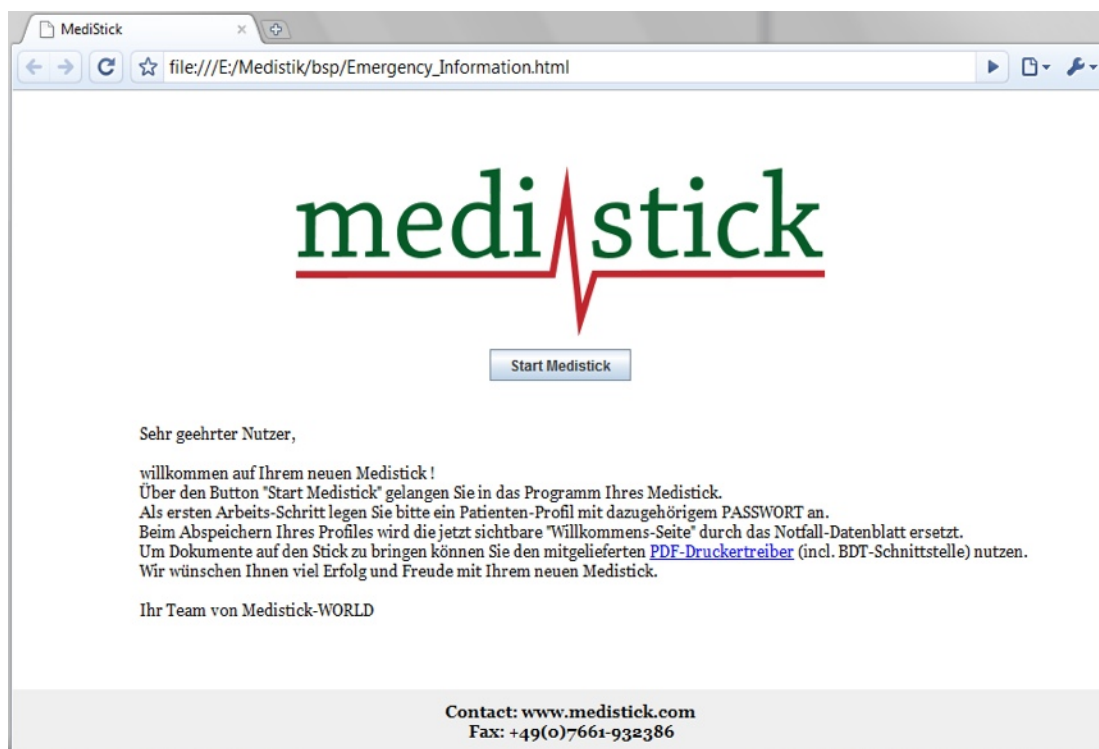 MediStick
file:///E:/Medistik/bsp/Emergency_Information.html
medistick
Start Medistick
Sehr geehrter Nutzer,
willkommen auf Ihrem neuen Medistick !
Über den Button "Start Medistick" gelangen Sie in das Programm Ihres Medistick.
Als ersten Arbeits-Schritt legen Sie bitte ein Patienten-Profil mit dazugehörigem PASSWORT an.
Beim Abspeichern Ihres Profiles wird die jetzt sichtbare "Willkommens-Seite" durch das Notfall-Datenblatt ersetzt.
Um Dokumente auf den Stick zu bringen können Sie den mitgelieferten PDF-Druckertreiber (incl. BDT-Schnittstelle) nutzen.
Wir wünschen Ihnen viel Erfolg und Freude mit Ihrem neuen Medistick.
Ihr Team von Medistick-WORLD
Contact: www.medistick.com
Fax: +49(0)7661-932386